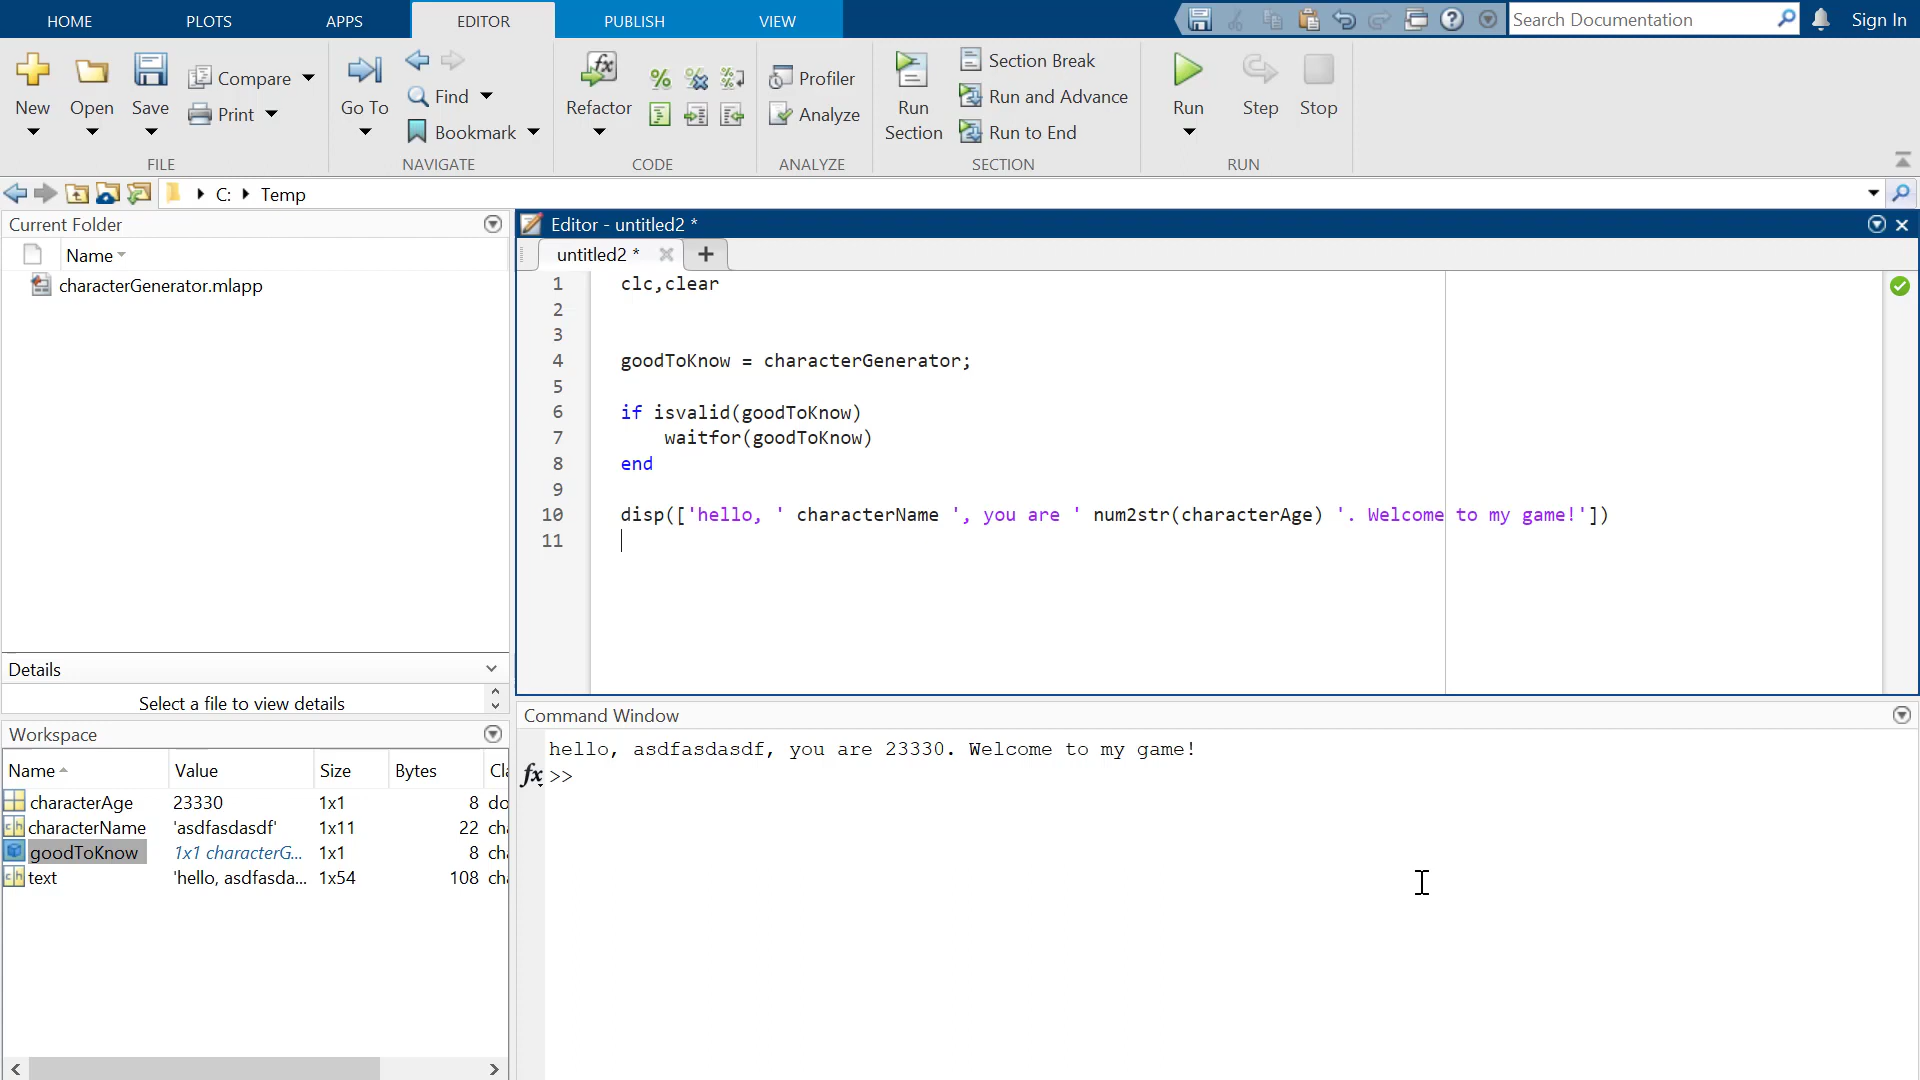 HOME PLOTS APPS EDITOR PUBLISH VIEW Search Documentation Sign In
New Open Save Compare Print Go To Find Bookmark Refactor Profiler Analyze Run Section Section Break Run and Advance Run to End Run Step Stop
FILE NAVIGATE CODE ANALYZE SECTION RUN
C: Temp
Current Folder
Name
characterGenerator.mlapp
Details
Select a file to view details
Workspace
Name Value Size Bytes Cla
characterAge 23330 1x1 8 do
characterName 'asdfasdasdf' 1x11 22 cha
goodToKnow 1x1 characterG... 1x1 8 cha
text 'hello, asdfasda... 1x54 108 cha
Editor - untitled2 *
untitled2 *
1 clc,clear
2
3
4 goodToKnow = characterGenerator;
5
6 if isvalid(goodToKnow)
7 waitfor(goodToKnow)
8 end
9
10 disp(['hello, ' characterName ', you are ' num2str(characterAge) '. Welcome to my game!'])
11
Command Window
hello, asdfasdasdf, you are 23330. Welcome to my game!
fx >>